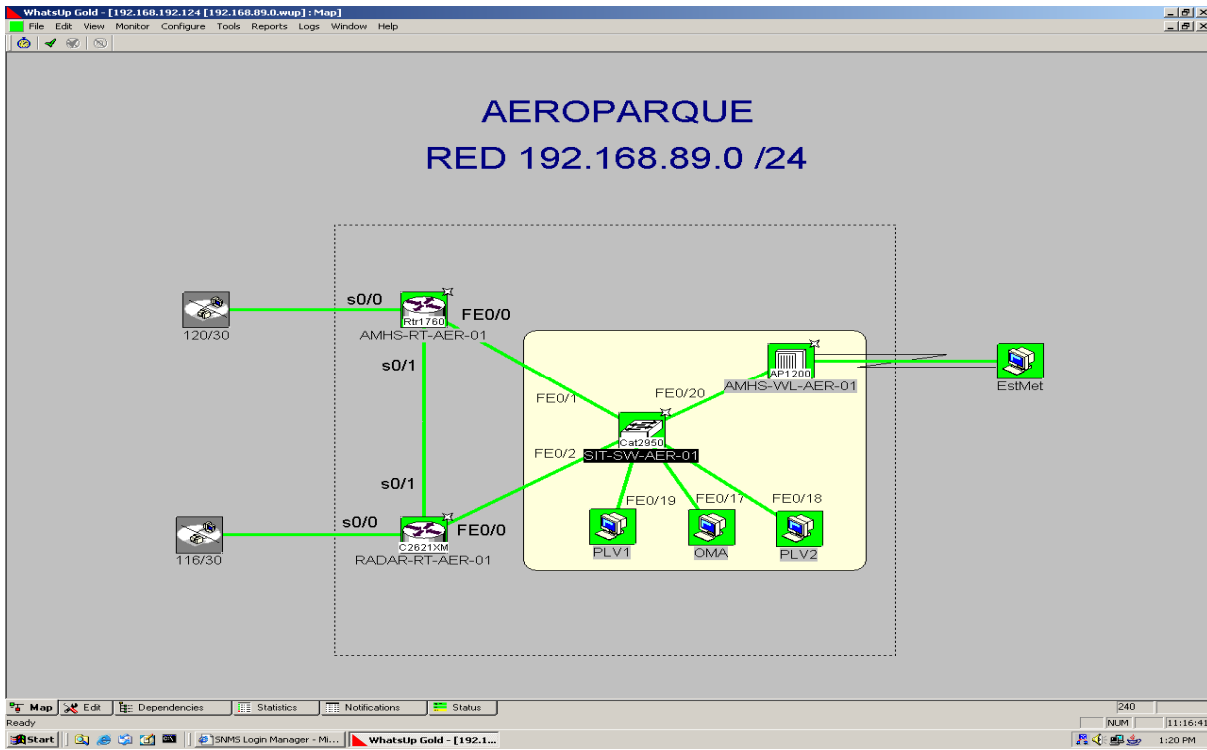 WhatsUp Gold - [192.168.192.124 [192.168.89.0.wup] : Map]
File Edit View Monitor Configure Tools Reports Logs Window Help
AEROPARQUE
RED 192.168.89.0 /24
s0/0
Rtr1760
FE0/0
120/30
AMHS-RT-AER-01
s0/1
AP1200
AMHS-WL-AER-01
EstMet
FE0/1
FE0/20
Cat2950
SIT-SW-AER-01
FE0/2
s0/1
FE0/19
FE0/17
FE0/18
s0/0
C2621XM
FE0/0
116/30
RADAR-RT-AER-01
PLV1
OMA
PLV2
Map Edit Dependencies Statistics Notifications Status
240
Ready
NUM
11:16:41
Start
SNMS Login Manager - Mi...
WhatsUp Gold - [192.1...
1:20 PM